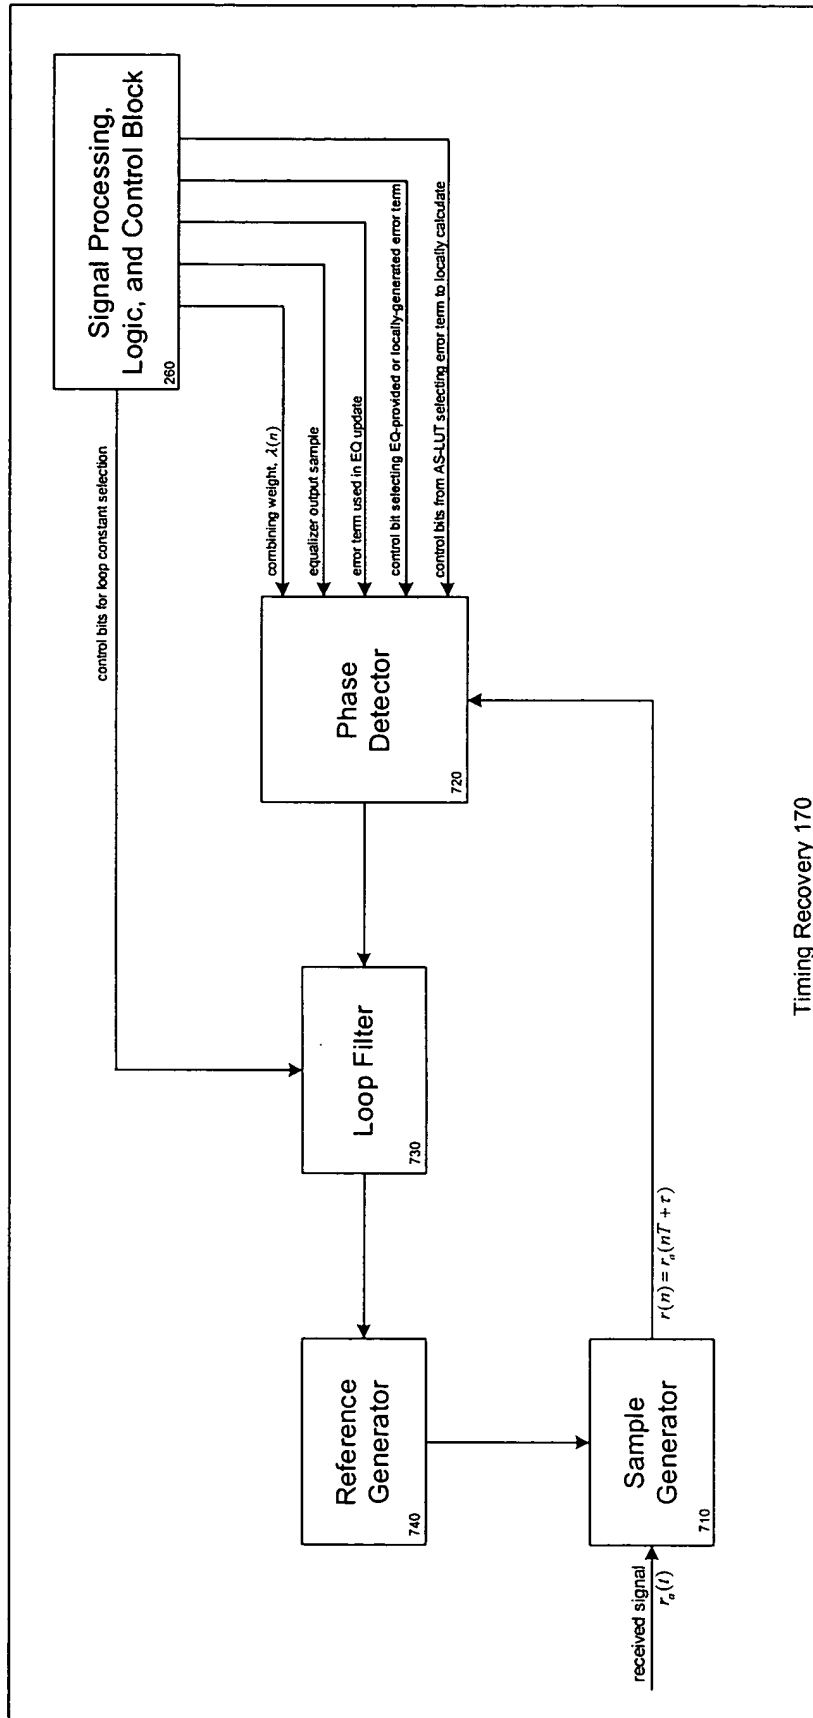 Signal Processing,
Logic, and Control Block
260
control bits for loop constant selection
combining weight, λ(n)
equalizer output sample
error term used in EQ update
control bit selecting EQ-provided or locally-generated error term
control bits from AS-LUT selecting error term to locally calculate
Reference
Generator
740
Loop Filter
730
Phase
Detector
720
received signal
rₐ(t)
Sample
Generator
710
r(n) = rₐ(nT + τ)
Timing Recovery 170